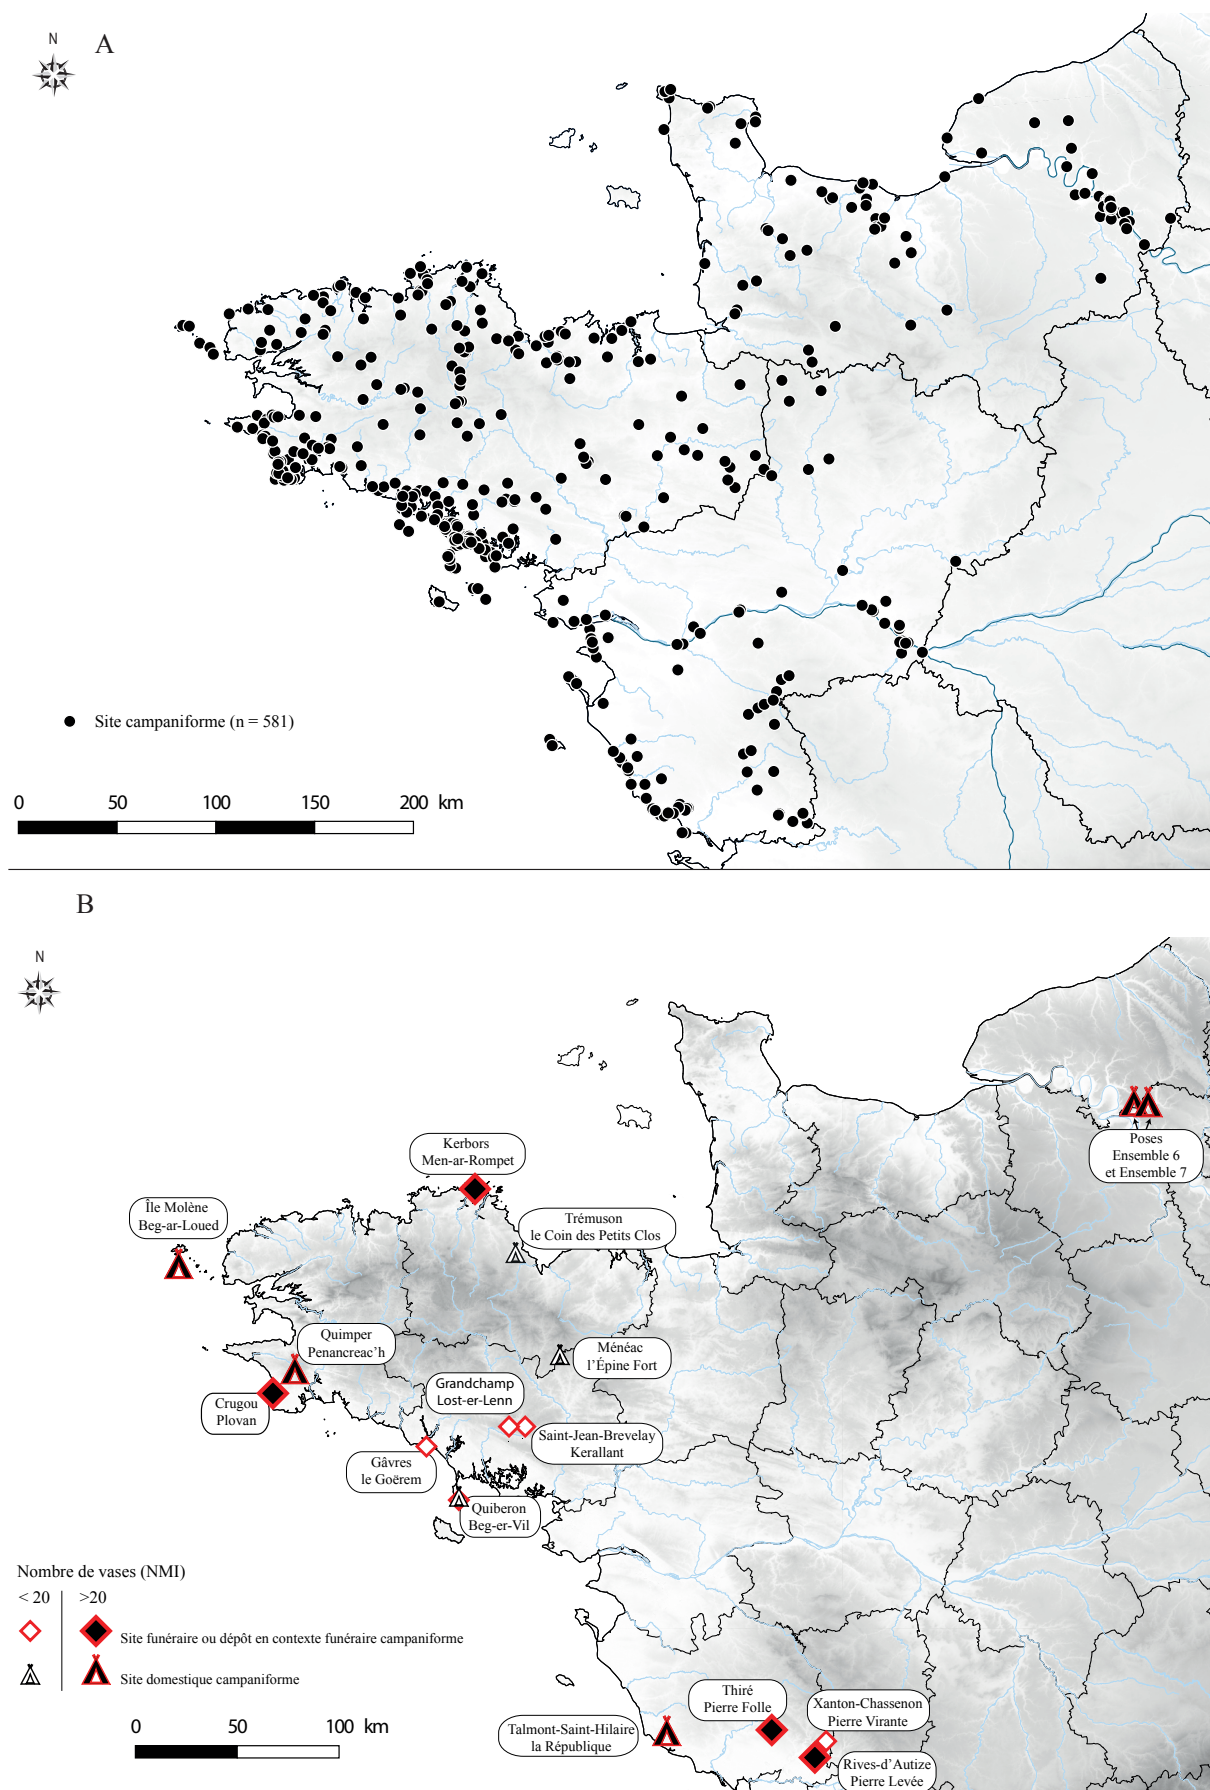 A
N
Site campaniforme (n = 581)
0 50 100 150 200 km
B
N
Kerbors
Men-ar-Rompet
Île Molène
Beg-ar-Loued
Trémuson
le Coin des Petits Clos
Poses
Ensemble 6
et Ensemble 7
Quimper
Penancreac'h
Ménéac
l'Épine Fort
Grandchamp
Lost-er-Lenn
Crugou
Plovan
Saint-Jean-Brevelay
Kerallant
Gâvres
le Goërem
Quiberon
Beg-er-Vil
Nombre de vases (NMI)
< 20 >20
Site funéraire ou dépôt en contexte funéraire campaniforme
Site domestique campaniforme
0 50 100 km
Thiré
Pierre Folle
Xanton-Chassenon
Pierre Virante
Talmont-Saint-Hilaire
la République
Rives-d'Autize
Pierre Levée